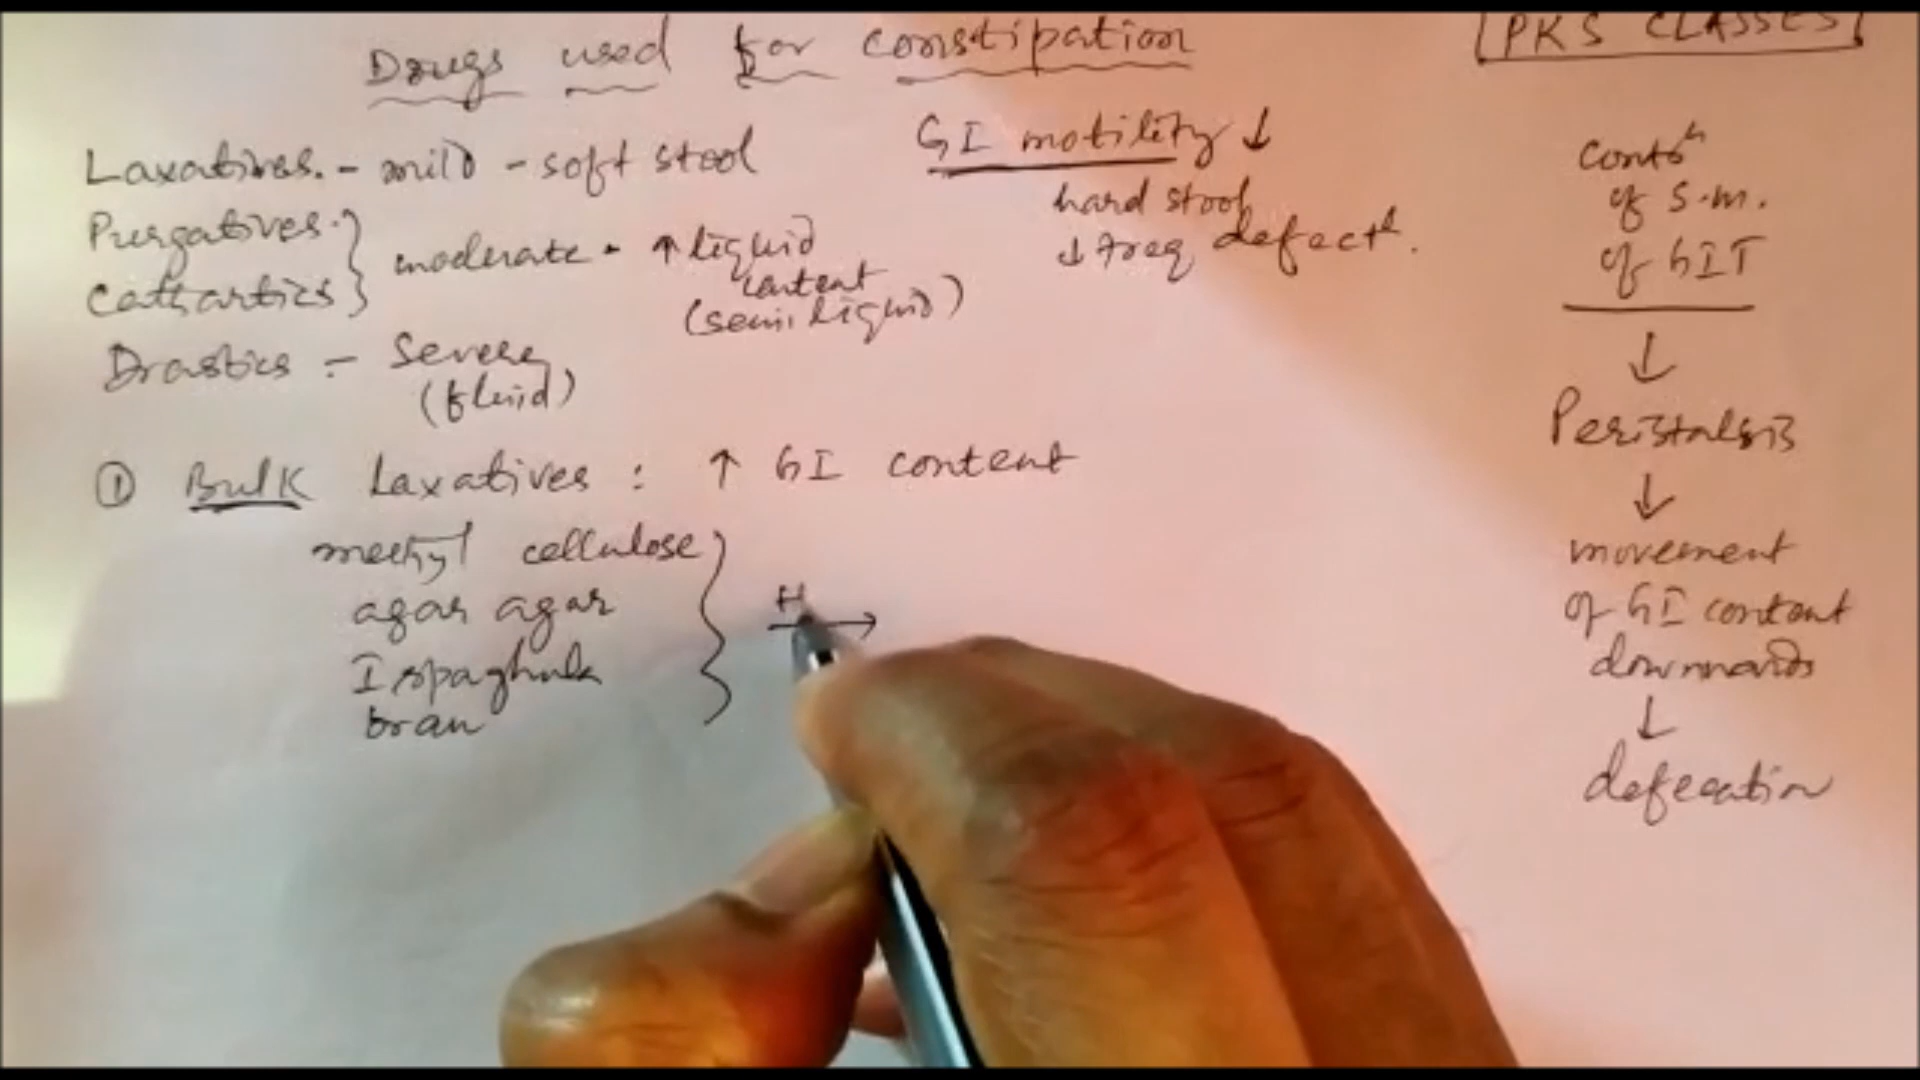 Drugs used for constipation
PKS CLASSES
Laxatives. - mild - soft stool
Purgatives.
Cathartics } moderate - ↑ liquid
content
(semi liquid)
Drastics :- Severe
(fluid)
GI motility ↓
hard stool
↓ freq defectⁿ.
① Bulk Laxatives : ↑ GI content
methyl cellulose
agar agar
Ispaghula
bran
} H →
Contrⁿ
of S.m.
of GIT
↓
Peristalsis
↓
movement
of GI content
downwards
↓
defecation